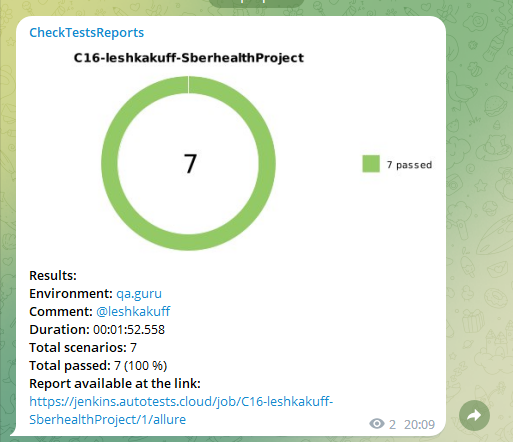 CheckTestsReports
C16-leshkakuff-SberhealthProject
7
7 passed
Results:
Environment: qa.guru
Comment: @leshkakuff
Duration: 00:01:52.558
Total scenarios: 7
Total passed: 7 (100 %)
Report available at the link:
https://jenkins.autotests.cloud/job/C16-leshkakuff-
SberhealthProject/1/allure
2 20:09